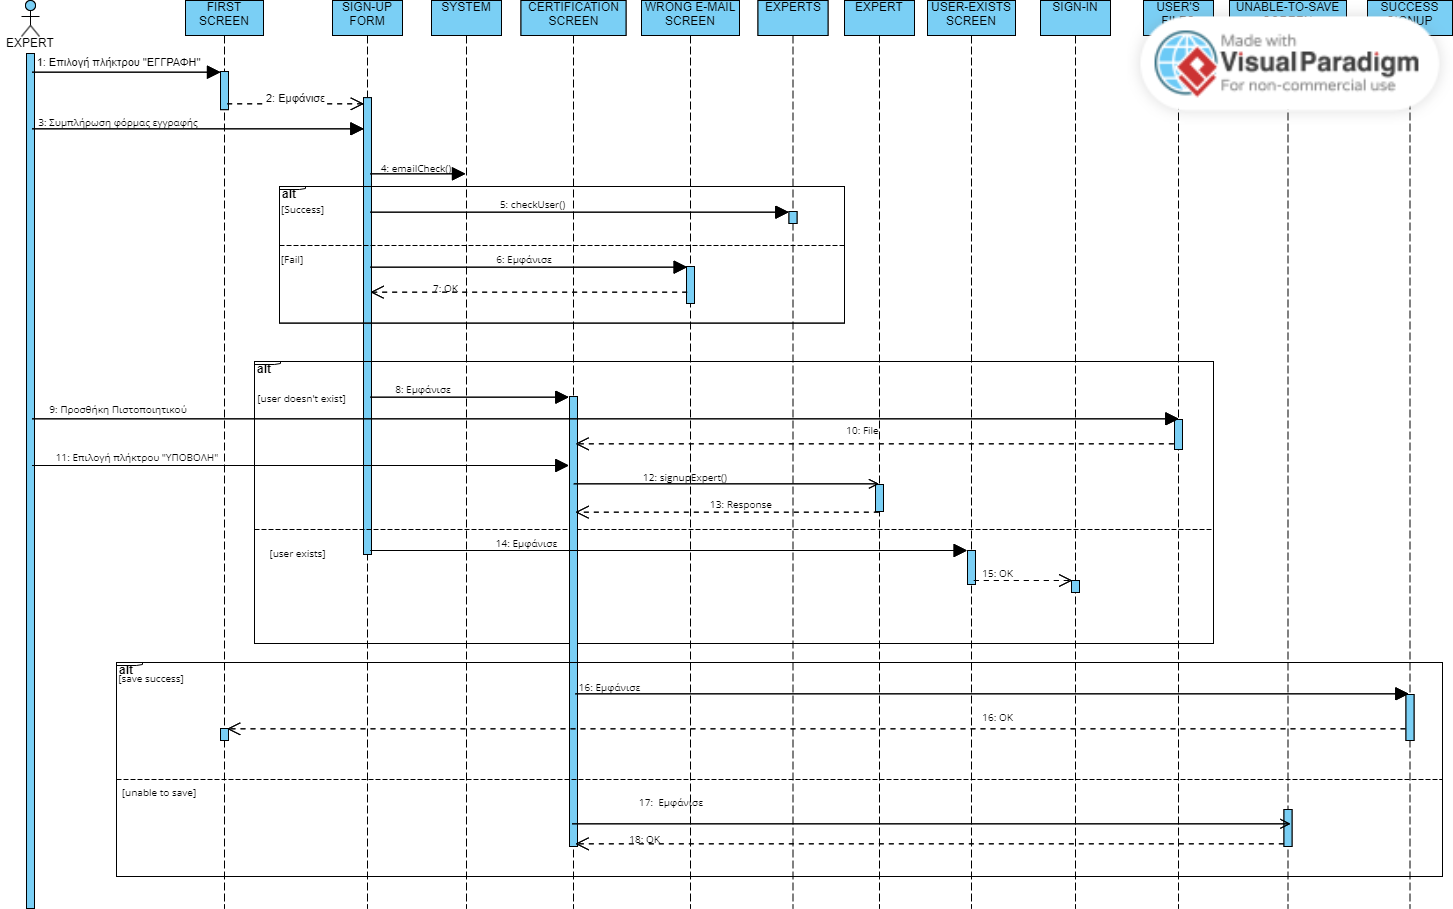 EXPERT
FIRST
SCREEN
SIGN-UP
FORM
SYSTEM
CERTIFICATION
SCREEN
WRONG E-MAIL
SCREEN
EXPERTS
EXPERT
USER-EXISTS
SCREEN
SIGN-IN
USER'S
UNABLE-TO-SAVE
SUCCESS
Made with
Visual Paradigm
For non-commercial use
1: Επιλογή πλήκτρου "ΕΓΓΡΑΦΗ"
2: Εμφάνισε
3: Συμπλήρωση φόρμας εγγραφής
4: emailCheck()
alt
[Success]
5: checkUser()
[Fail]
6: Εμφάνισε
7: OK
alt
[user doesn't exist]
8: Εμφάνισε
9: Προσθήκη Πιστοποιητικού
10: File
11: Επιλογή πλήκτρου "ΥΠΟΒΟΛΗ"
12: signupExpert()
13: Response
[user exists]
14: Εμφάνισε
15: OK
alt
[save success]
16: Εμφάνισε
16: OK
[unable to save]
17: Εμφάνισε
18: OK